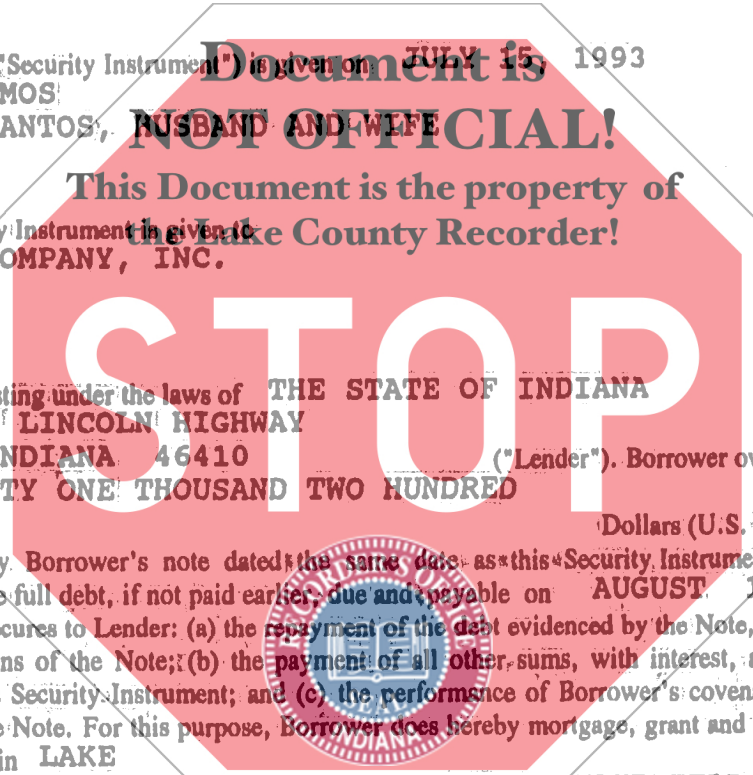 Document is
("Security Instrument") is given on JULY 15, 1993
MOS
NOT OFFICIAL!
ANTOS, HUSBAND AND WIFE
This Document is the property of
the Lake County Recorder!
y Instrument is given to
OMPANY, INC.
STOP
ting under the laws of THE STATE OF INDIANA
LINCOLN HIGHWAY
NDIANA 46410 ("Lender"). Borrower ow
TY ONE THOUSAND TWO HUNDRED
Dollars (U.S.
y Borrower's note dated the same date as this Security Instrume
e full debt, if not paid earlier, due and payable on AUGUST 1
cures to Lender: (a) the repayment of the debt evidenced by the Note,
ns of the Note; (b) the payment of all other sums, with interest, a
s Security Instrument; and (c) the performance of Borrower's coven
e Note. For this purpose, Borrower does hereby mortgage, grant and
in LAKE
RECORDER'S OFFICE
SEAL
INDIANA